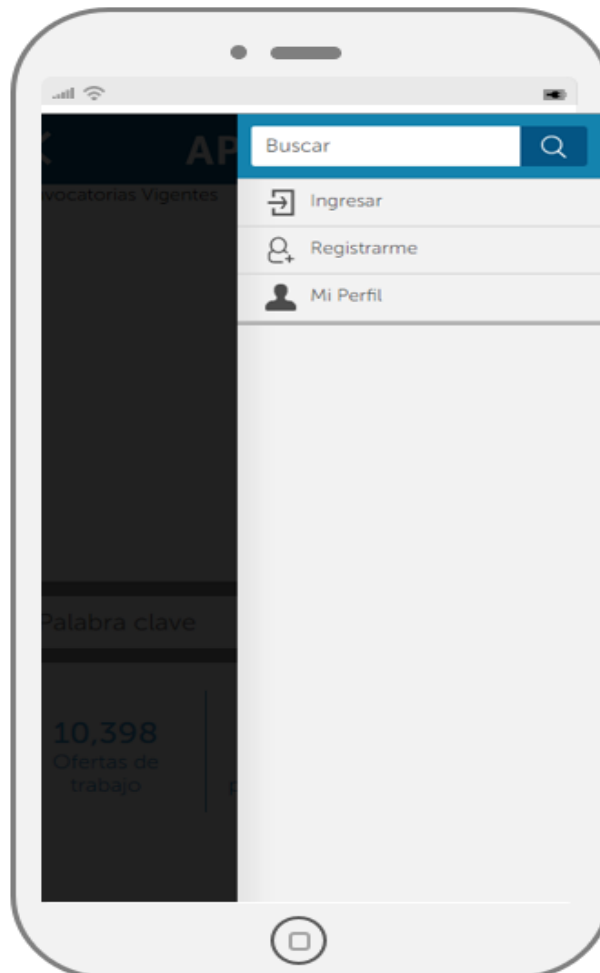 AP
Buscar
vocatorias Vigentes
Ingresar
Registrarme
Mi Perfil
Palabra clave
10,398
Ofertas de
trabajo
p